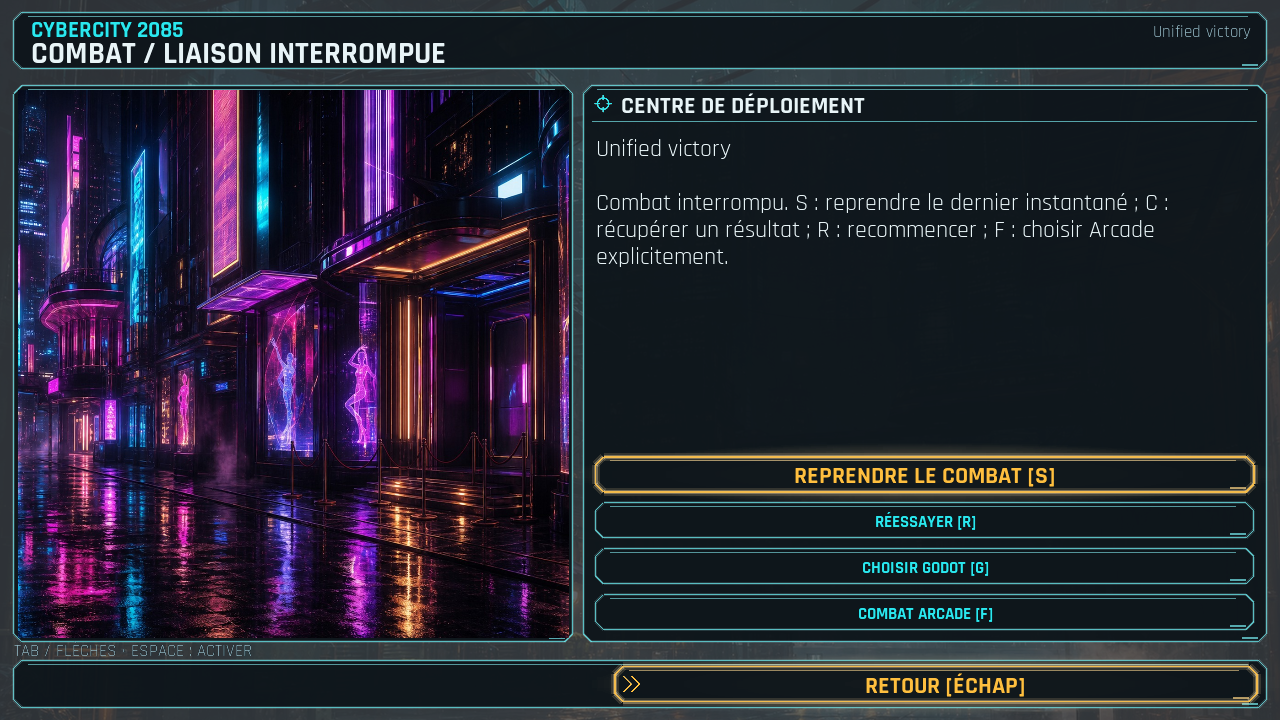 CYBERCITY 2085
COMBAT / LIAISON INTERROMPUE
Unified victory
CENTRE DE DÉPLOIEMENT
Unified victory
Combat interrompu. S : reprendre le dernier instantané ; C :
récupérer un résultat ; R : recommencer ; F : choisir Arcade
explicitement.
REPRENDRE LE COMBAT [S]
RÉESSAYER [R]
CHOISIR GODOT [G]
COMBAT ARCADE [F]
TAB / FLECHES · ESPACE : ACTIVER
RETOUR [ÉCHAP]